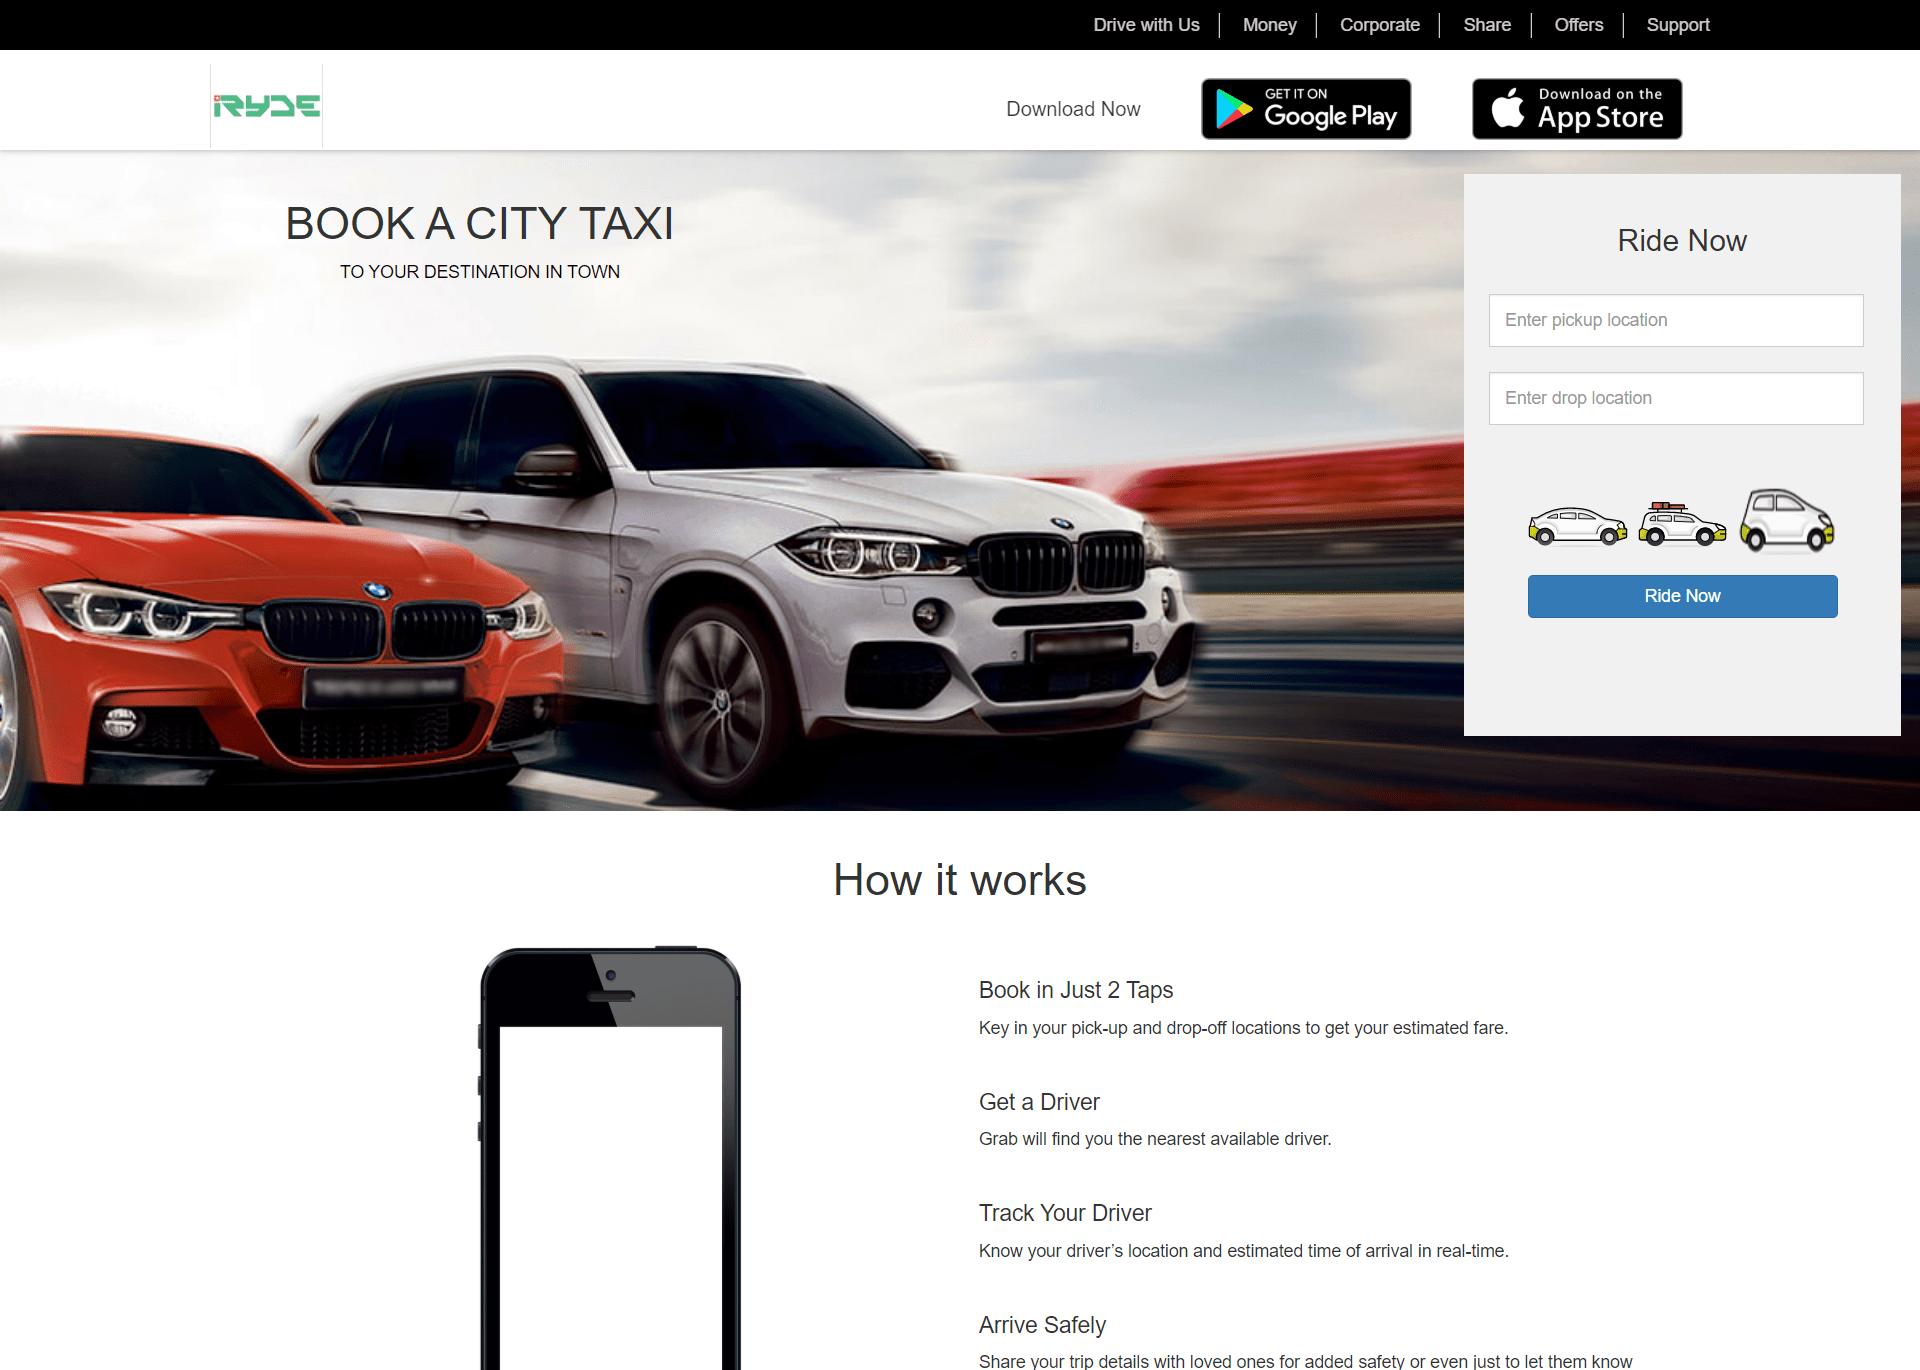 Drive with Us
Money
Corporate
Share
Offers
Support
iRYDE
Download Now
GET IT ON
Google Play
Download on the
App Store
BOOK A CITY TAXI
TO YOUR DESTINATION IN TOWN
Ride Now
Enter pickup location
Enter drop location
Ride Now
How it works
Book in Just 2 Taps
Key in your pick-up and drop-off locations to get your estimated fare.
Get a Driver
Grab will find you the nearest available driver.
Track Your Driver
Know your driver’s location and estimated time of arrival in real-time.
Arrive Safely
Share your trip details with loved ones for added safety or even just to let them know